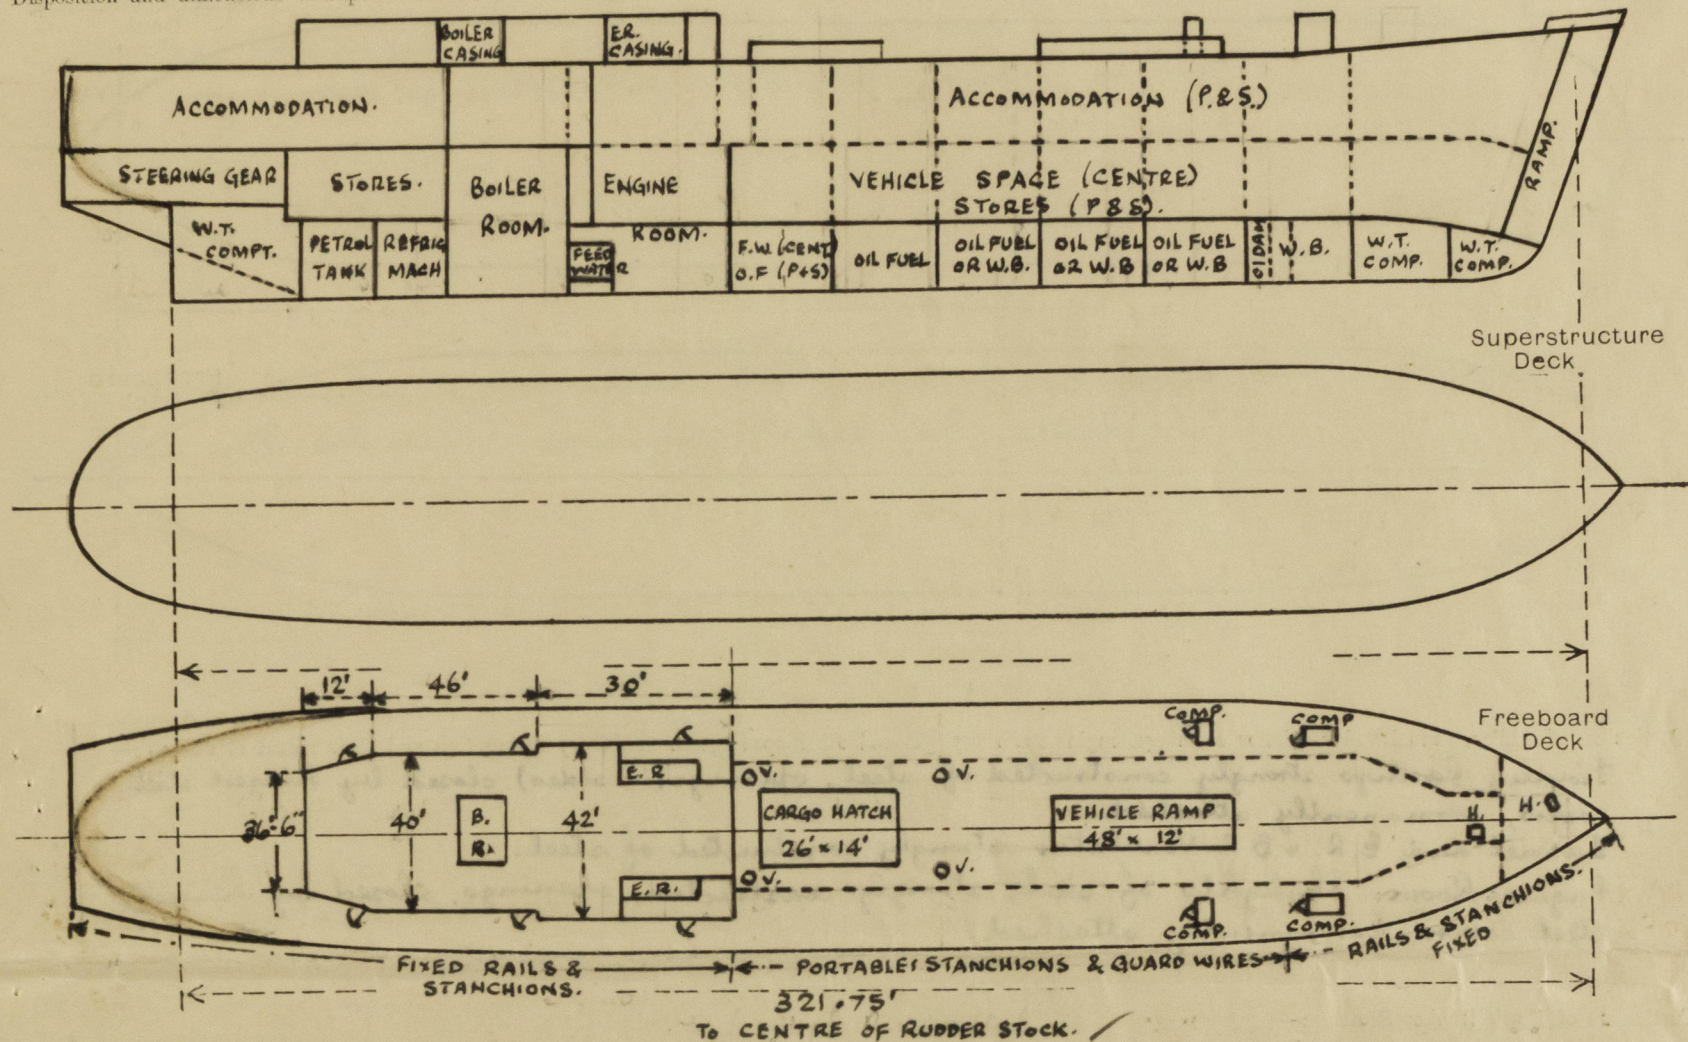 Disposition and dimensions
BOILER
CASING
ER.
CASING.
ACCOMMODATION.
ACCOMMODATION (P.& S.)
RAMP.
STEERING GEAR
STORES.
BOILER
ROOM.
ENGINE
ROOM.
VEHICLE SPACE (CENTRE)
STORES (P & S).
W.T.
COMPT.
PETROL
TANK
REFRIG
MACH
FEED
WATER
F.W. (CENT)
O.F (P+S)
OIL FUEL
OIL FUEL
OR W.B.
OIL FUEL
OR W.B
OIL FUEL
OR W.B
W.B.
W.T.
COMP.
W.T.
COMP.
Superstructure
Deck
12'
46'
30'
COMP.
COMP
Freeboard
Deck
E.R
V.
V.
36'-6"
40'
B.
R.
42'
CARGO HATCH
26' x 14'
VEHICLE RAMP
48' x 12'
H.
H.
E.R.
V.
V.
COMP.
COMP.
FIXED RAILS &
STANCHIONS.
PORTABLE STANCHIONS & GUARD WIRES
RAILS & STANCHIONS.
FIXED
321.75'
TO CENTRE OF RUDDER STOCK.